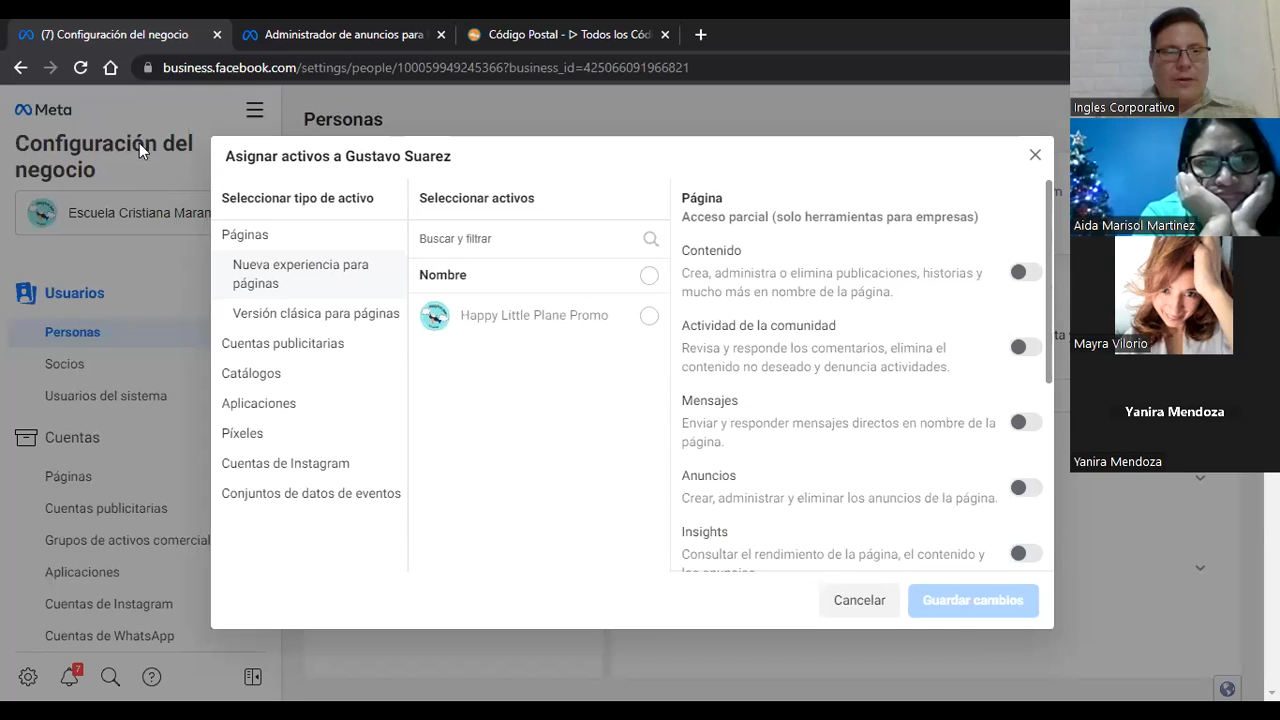 (7) Configuración del negocio
Administrador de anuncios para
Código Postal - ▷ Todos los Cód
business.facebook.com/settings/people/100059949245366?business_id=425066091966821
Meta
Configuración del
negocio
Escuela Cristiana Maran
Usuarios
Personas
Socios
Usuarios del sistema
Cuentas
Páginas
Cuentas publicitarias
Grupos de activos comercial
Aplicaciones
Cuentas de Instagram
Cuentas de WhatsApp
7
Personas
Asignar activos a Gustavo Suarez
Seleccionar tipo de activo
Páginas
Nueva experiencia para
páginas
Versión clásica para páginas
Cuentas publicitarias
Catálogos
Aplicaciones
Píxeles
Cuentas de Instagram
Conjuntos de datos de eventos
Seleccionar activos
Buscar y filtrar
Nombre
Happy Little Plane Promo
Página
Acceso parcial (solo herramientas para empresas)
Contenido
Crea, administra o elimina publicaciones, historias y
mucho más en nombre de la página.
Actividad de la comunidad
Revisa y responde los comentarios, elimina el
contenido no deseado y denuncia actividades.
Mensajes
Enviar y responder mensajes directos en nombre de la
página.
Anuncios
Crear, administrar y eliminar los anuncios de la página.
Insights
Consultar el rendimiento de la página, el contenido y
Cancelar
Guardar cambios
Ingles Corporativo
Aida Marisol Martinez
Mayra Vilorio
Yanira Mendoza
Yanira Mendoza